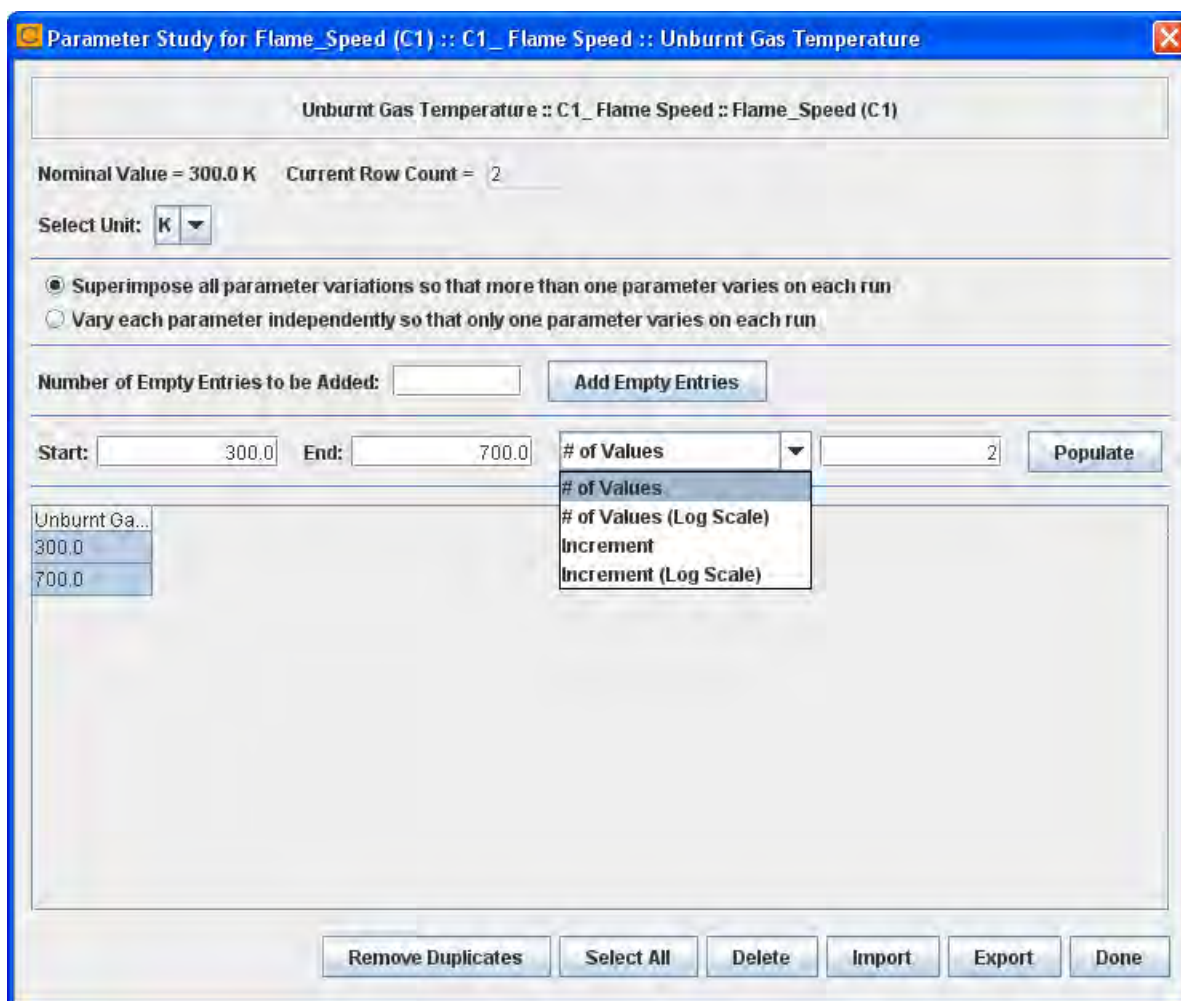 Parameter Study for Flame_Speed (C1) :: C1_ Flame Speed :: Unburnt Gas Temperature
Unburnt Gas Temperature :: C1_ Flame Speed :: Flame_Speed (C1)
Nominal Value = 300.0 K Current Row Count = 2
Select Unit: K
Superimpose all parameter variations so that more than one parameter varies on each run
Vary each parameter independently so that only one parameter varies on each run
Number of Empty Entries to be Added: Add Empty Entries
Start: 300.0 End: 700.0 # of Values 2 Populate
# of Values
# of Values (Log Scale)
Increment
Increment (Log Scale)
Unburnt Ga...
300.0
700.0
Remove Duplicates Select All Delete Import Export Done